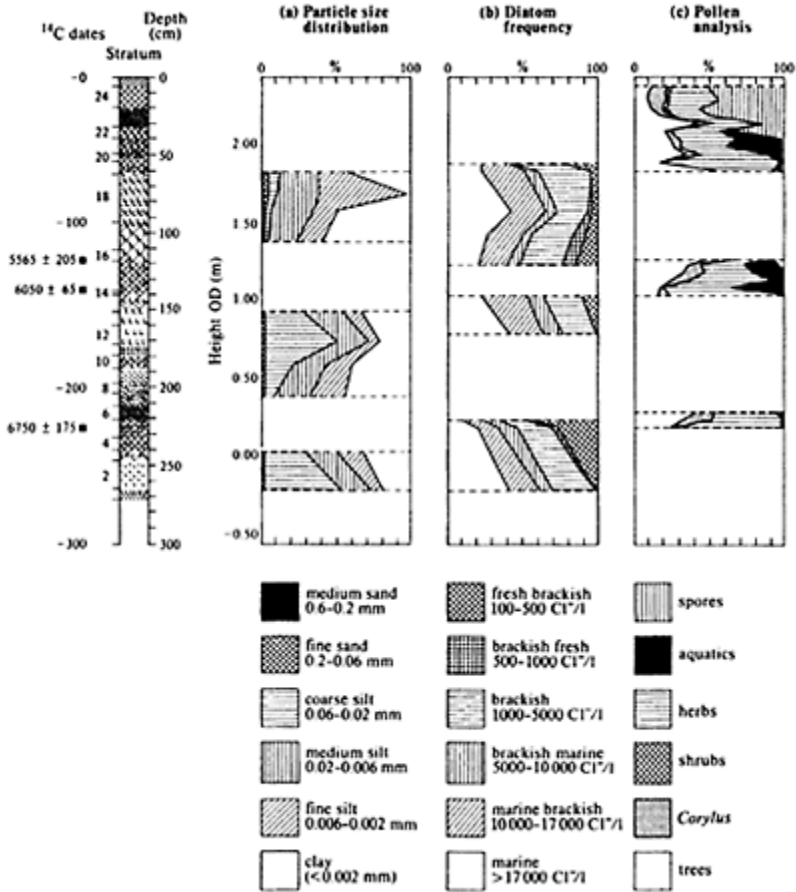 (a) Particle size distribution
(b) Diatom frequency
(c) Pollen analysis
¹⁴C dates
Stratum
Depth (cm)
0 % 100
0 % 100
0 % 100
-0
-100
-200
-300
5565 ± 205
6050 ± 65
6750 ± 175
24
22
20
18
16
14
12
10
8
6
4
2
0
50
100
150
200
250
300
Height OD (m)
2.00
1.50
1.00
0.50
0.00
-0.50
medium sand
0.6-0.2 mm
fine sand
0.2-0.06 mm
coarse silt
0.06-0.02 mm
medium silt
0.02-0.006 mm
fine silt
0.006-0.002 mm
clay
(<0.002 mm)
fresh brackish
100-500 Cl⁻/l
brackish fresh
500-1000 Cl⁻/l
brackish
1000-5000 Cl⁻/l
brackish marine
5000-10 000 Cl⁻/l
marine brackish
10 000-17 000 Cl⁻/l
marine
>17 000 Cl⁻/l
spores
aquatics
herbs
shrubs
Corylus
trees